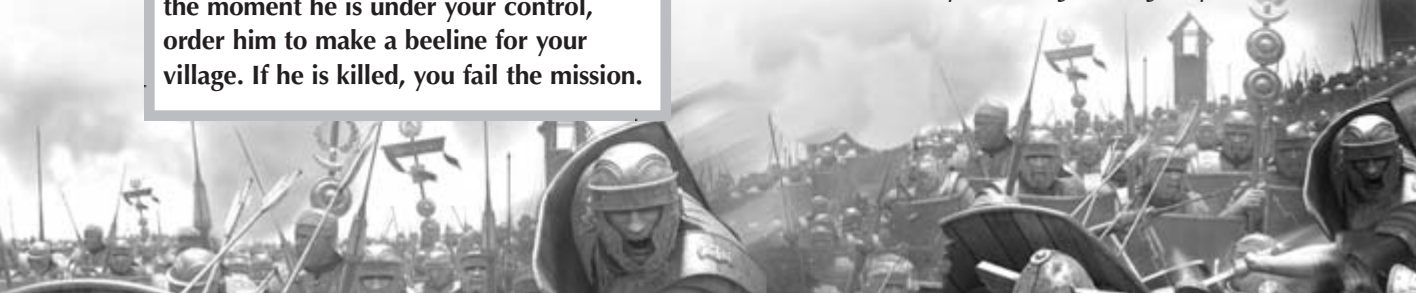 the moment he is under your control,
order him to make a beeline for your
village. If he is killed, you fail the mission.